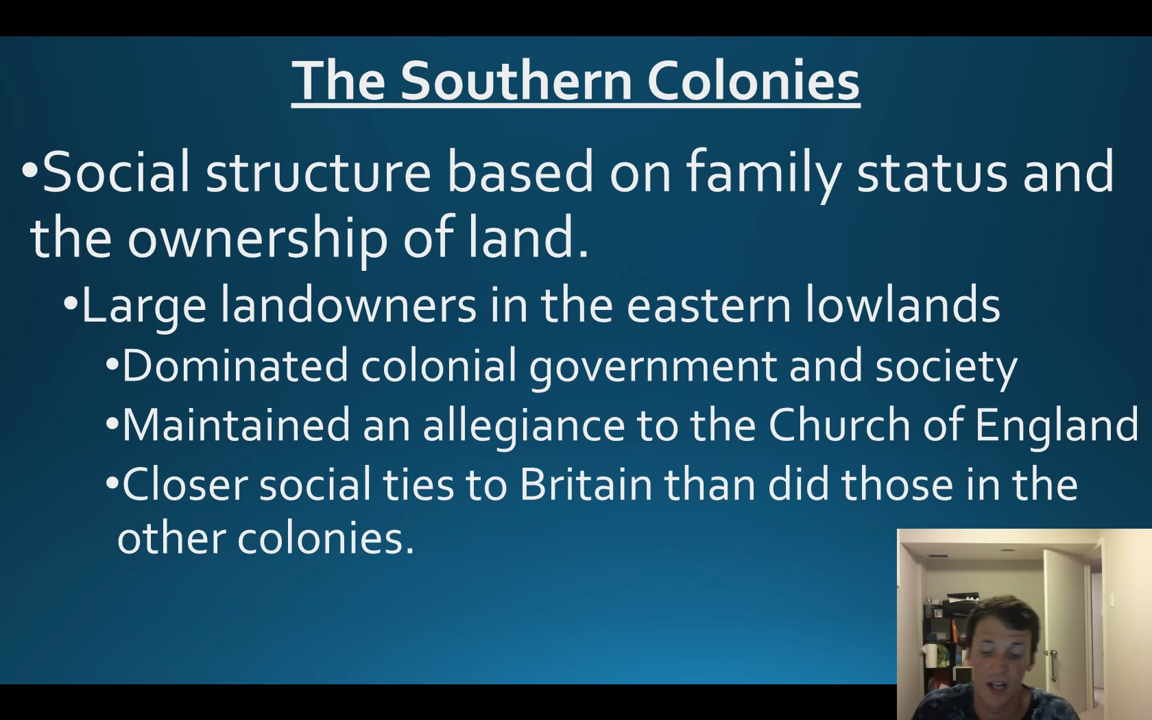 The Southern Colonies
•Social structure based on family status and
the ownership of land.
•Large landowners in the eastern lowlands
•Dominated colonial government and society
•Maintained an allegiance to the Church of England
•Closer social ties to Britain than did those in the
other colonies.